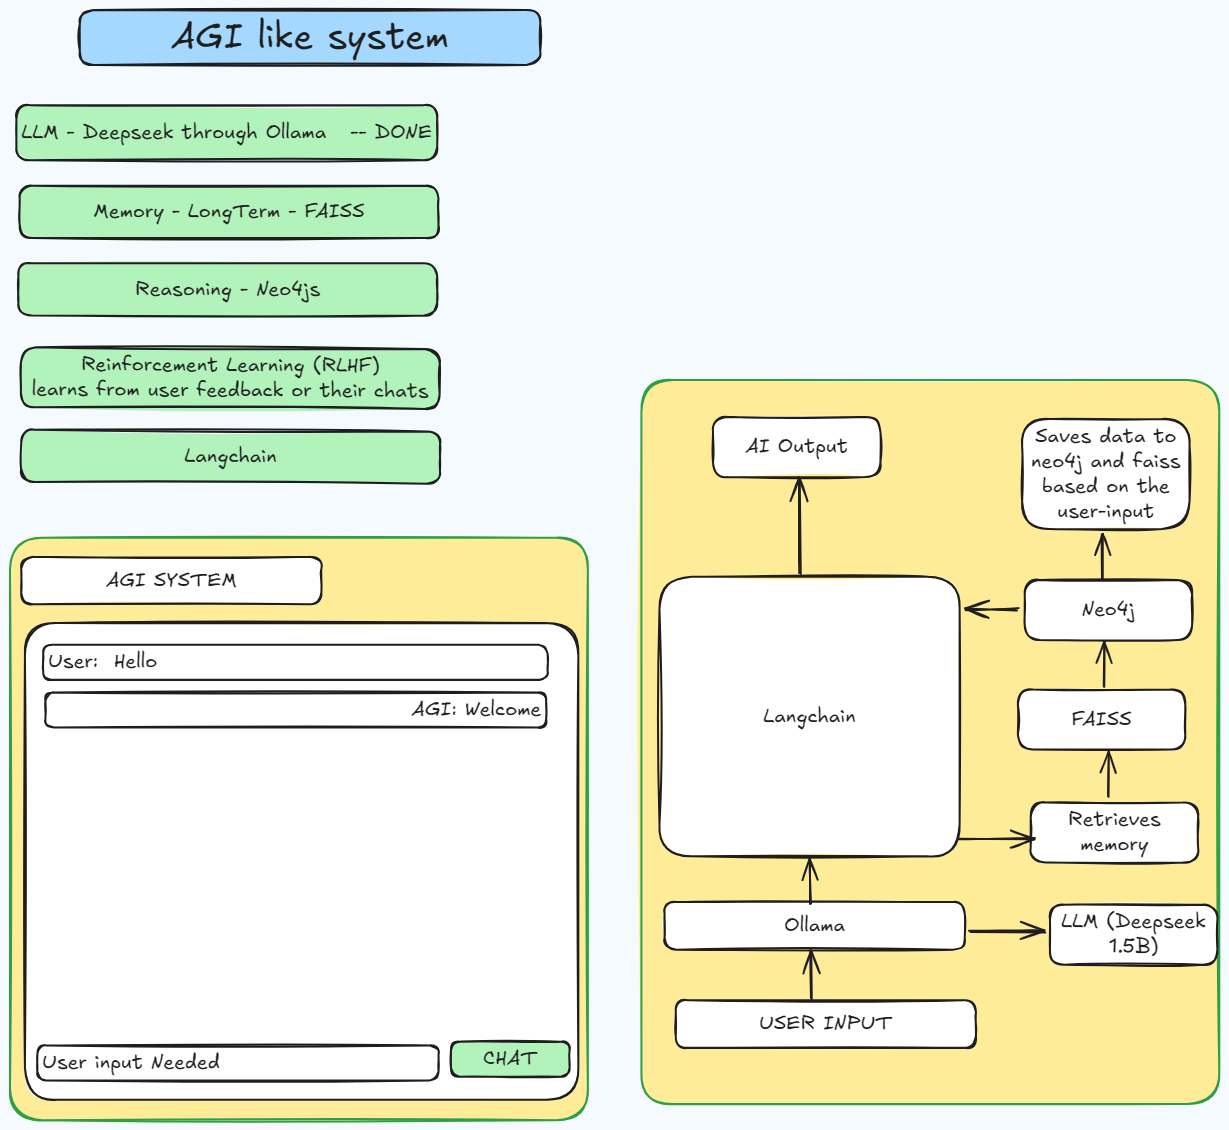 AGI like system
LLM - Deepseek through Ollama -- DONE
Memory - LongTerm - FAISS
Reasoning - Neo4js
Reinforcement Learning (RLHF)
learns from user feedback or their chats
Langchain
AGI SYSTEM
User: Hello
AGI: Welcome
User input Needed
CHAT
AI Output
Saves data to
neo4j and faiss
based on the
user-input
Neo4j
Langchain
FAISS
Retrieves
memory
Ollama
LLM (Deepseek
1.5B)
USER INPUT